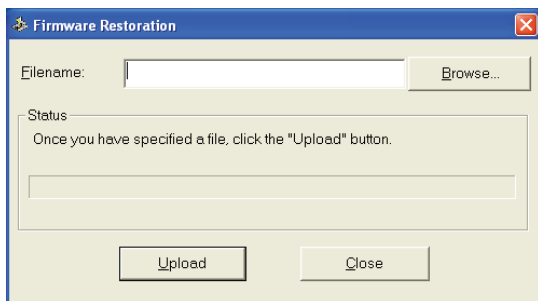 Firmware Restoration
Filename:
Browse...
Status
Once you have specified a file, click the "Upload" button.
Upload
Close